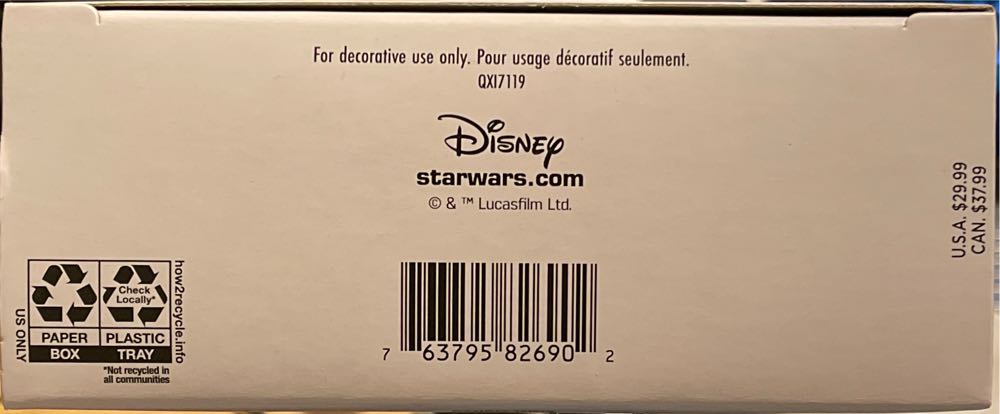 For decorative use only. Pour usage décoratif seulement.
QXI7119
Disney
starwars.com
© & ™ Lucasfilm Ltd.
U.S.A. $29.99
CAN. $37.99
US ONLY
Check
Locally*
PAPER
BOX
PLASTIC
TRAY
how2recycle.info
*Not recycled in
all communities
7 63795 82690 2